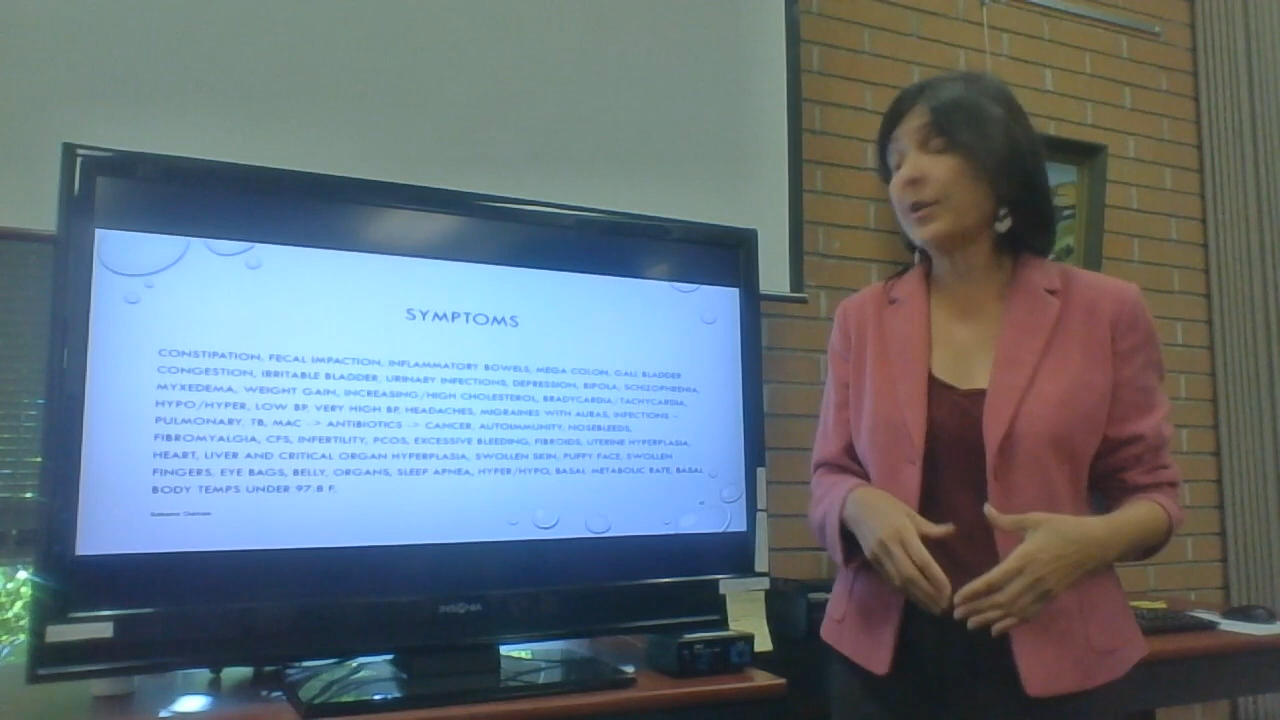 SYMPTOMS
CONSTIPATION, FECAL IMPACTION, INFLAMMATORY BOWELS, MEGA COLON, GALL BLADDER
CONGESTION, IRRITABLE BLADDER, URINARY INFECTIONS, DEPRESSION, BIPOLA, SCHIZOPHRENIA,
MYXEDEMA, WEIGHT GAIN, INCREASING/HIGH CHOLESTEROL, BRADYCARDIA/TACHYCARDIA,
HYPO/HYPER, LOW BP, VERY HIGH BP, HEADACHES, MIGRAINES WITH AURAS, INFECTIONS –
PULMONARY, TB, MAC -> ANTIBIOTICS -> CANCER, AUTOIMMUNITY, NOSEBLEEDS,
FIBROMYALGIA, CFS, INFERTILITY, PCOS, EXCESSIVE BLEEDING, FIBROIDS, UTERINE HYPERPLASIA,
HEART, LIVER AND CRITICAL ORGAN HYPERPLASIA, SWOLLEN SKIN, PUFFY FACE, SWOLLEN
FINGERS, EYE BAGS, BELLY, ORGANS, SLEEP APNEA, HYPER/HYPO, BASAL METABOLIC RATE, BASAL
BODY TEMPS UNDER 97.8 F.
INSIGNIA